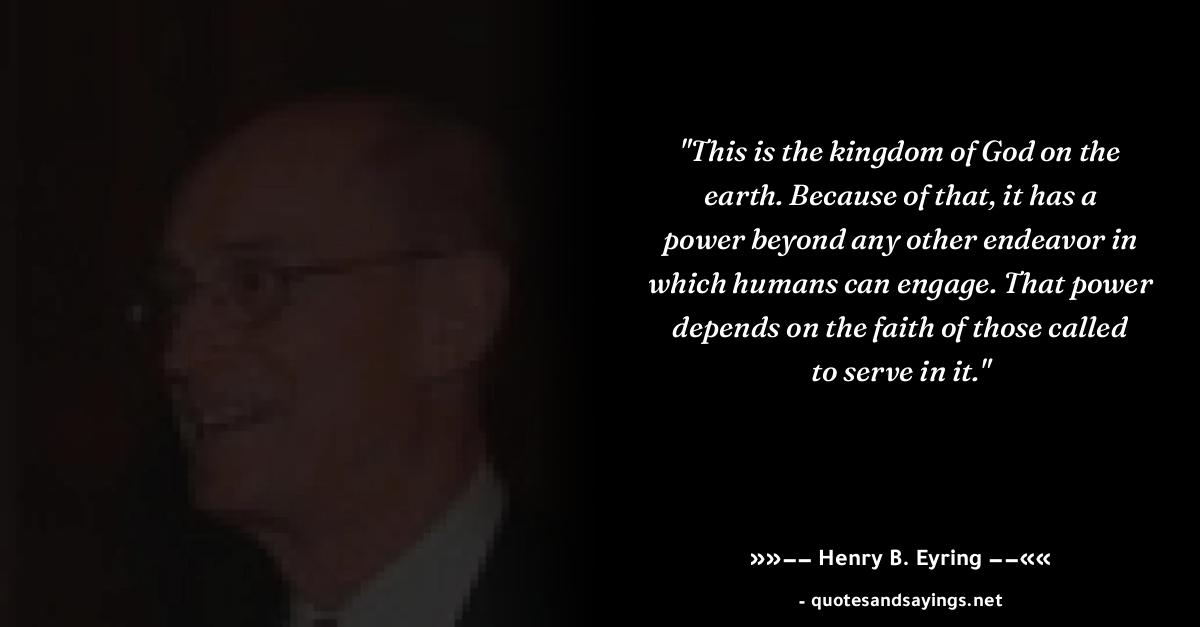 "This is the kingdom of God on the
earth. Because of that, it has a
power beyond any other endeavor in
which humans can engage. That power
depends on the faith of those called
to serve in it."
»»−− Henry B. Eyring −−««
- quotesandsayings.net